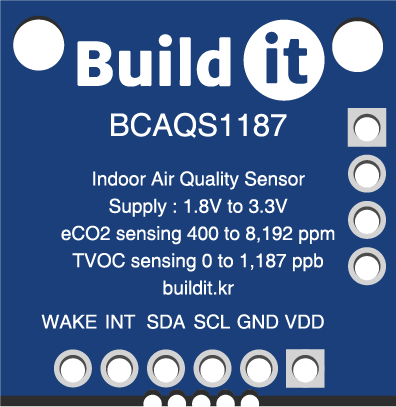 Build it
BCAQS1187
Indoor Air Quality Sensor
Supply : 1.8V to 3.3V
eCO2 sensing 400 to 8,192 ppm
TVOC sensing 0 to 1,187 ppb
buildit.kr
WAKE INT SDA SCL GND VDD